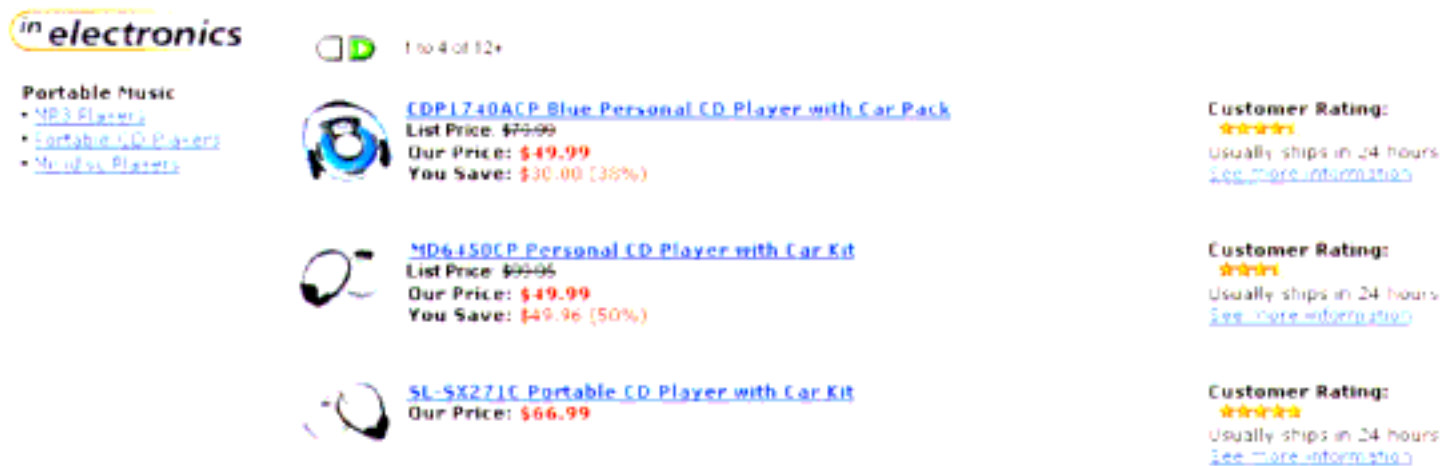 in electronics
1 to 4 of 12+
Portable Music
• MP3 Players
• Portable CD Players
• Minidisc Players
CDP1740ACP Blue Personal CD Player with Car Pack
List Price: $79.99
Our Price: $49.99
You Save: $30.00 (38%)
Customer Rating:
Usually ships in 24 hours
See more information
MD6450CP Personal CD Player with Car Kit
List Price: $99.95
Our Price: $49.99
You Save: $49.96 (50%)
Customer Rating:
Usually ships in 24 hours
See more information
SL-SX271C Portable CD Player with Car Kit
Our Price: $66.99
Customer Rating:
Usually ships in 24 hours
See more information